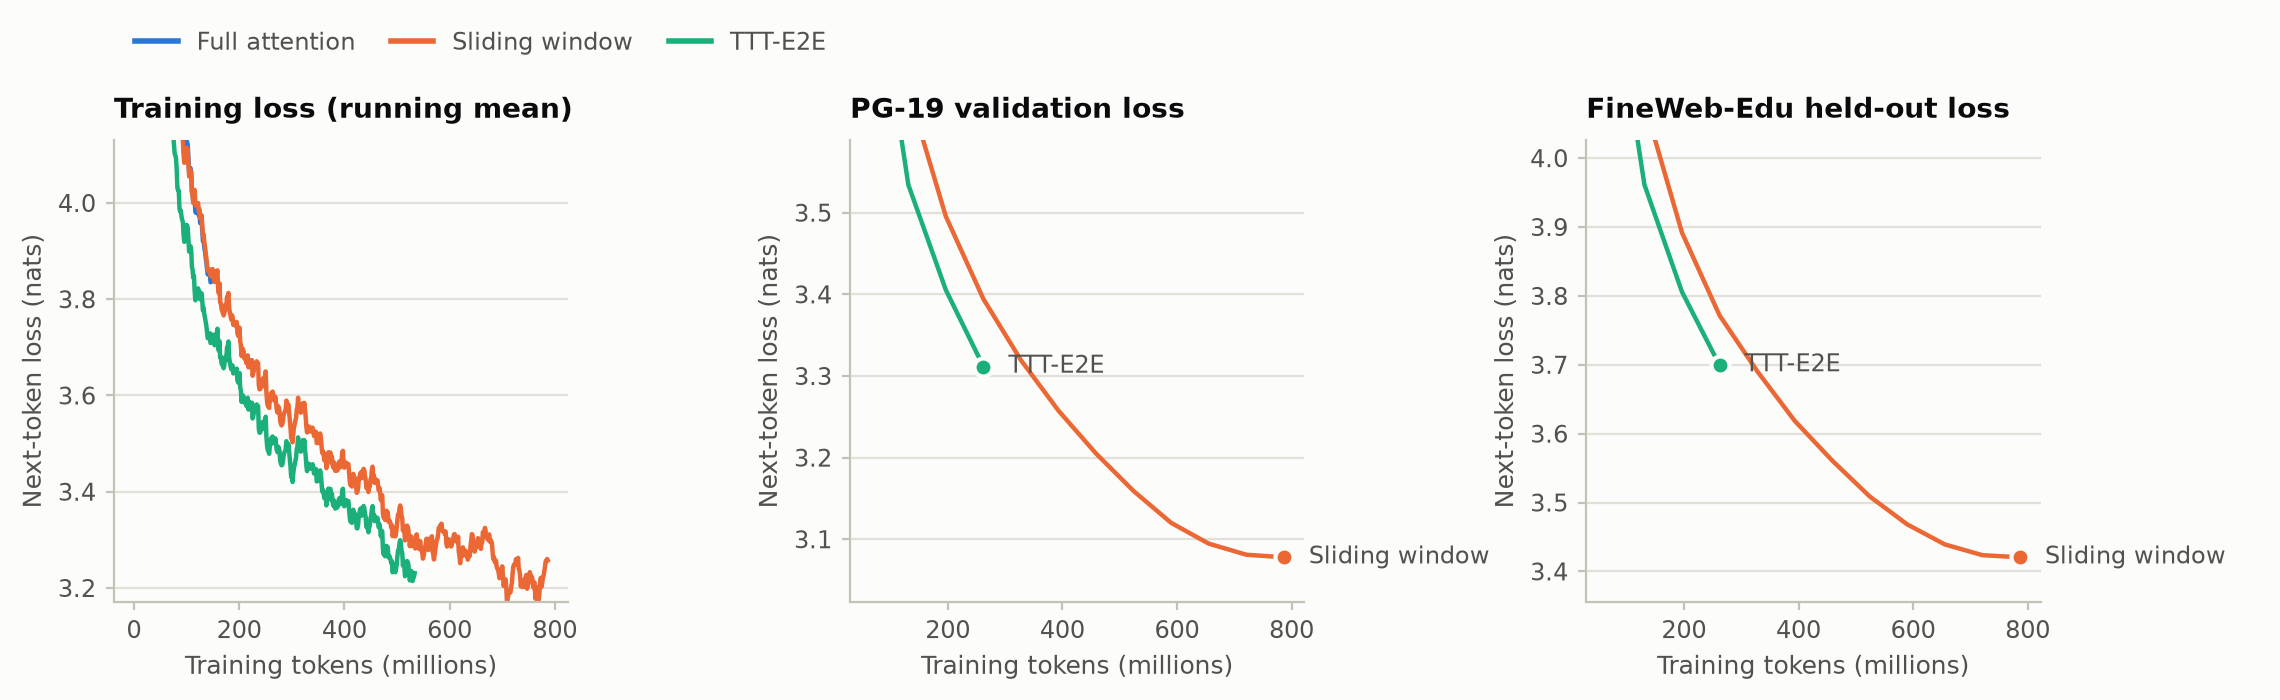 Full attention
Sliding window
TTT-E2E
Training loss (running mean)
Next-token loss (nats)
4.0
3.8
3.6
3.4
3.2
0 200 400 600 800
Training tokens (millions)
PG-19 validation loss
Next-token loss (nats)
3.5
3.4
3.3
3.2
3.1
TTT-E2E
Sliding window
200 400 600 800
Training tokens (millions)
FineWeb-Edu held-out loss
Next-token loss (nats)
4.0
3.9
3.8
3.7
3.6
3.5
3.4
TTT-E2E
Sliding window
200 400 600 800
Training tokens (millions)